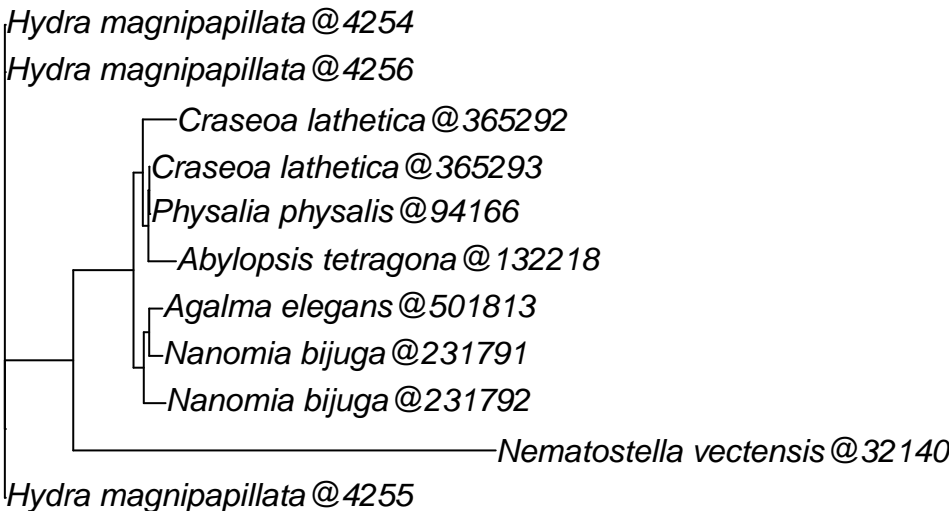 Hydra magnipapillata@4254
Hydra magnipapillata@4256
Craseoa lathetica@365292
Craseoa lathetica@365293
Physalia physalis@94166
Abylopsis tetragona@132218
Agalma elegans@501813
Nanomia bijuga@231791
Nanomia bijuga@231792
Nematostella vectensis@32140
Hydra magnipapillata@4255